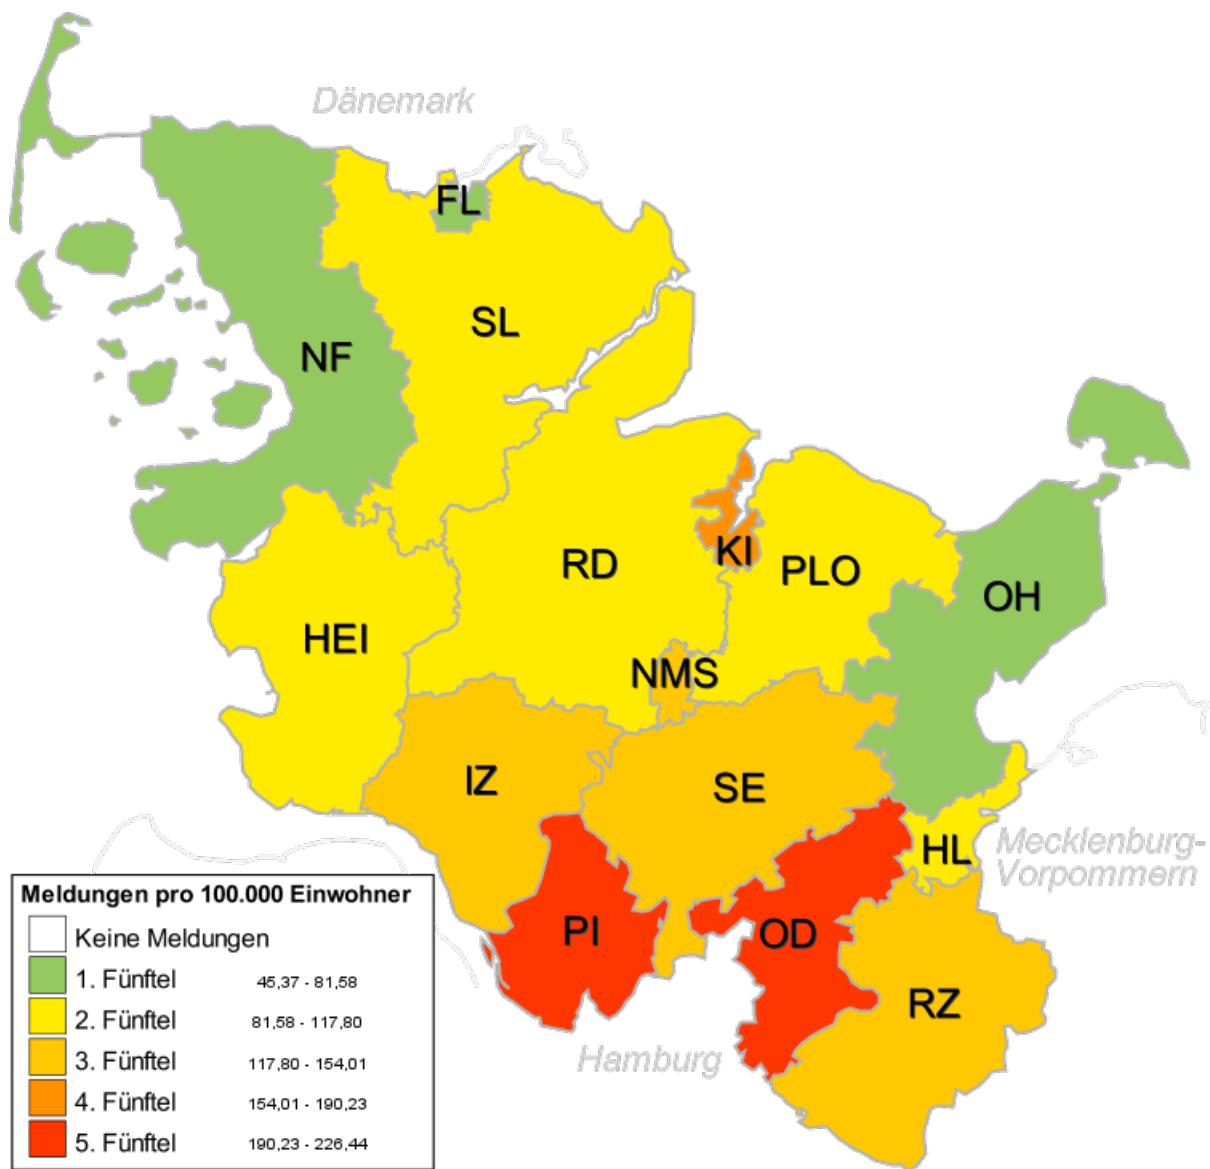 Dänemark
FL
SL
NF
RD
KI
PLO
OH
HEI
NMS
IZ
SE
HL
Mecklenburg-
Vorpommern
PI
OD
RZ
Hamburg
Meldungen pro 100.000 Einwohner
Keine Meldungen
1. Fünftel 45,37 - 81,58
2. Fünftel 81,58 - 117,80
3. Fünftel 117,80 - 154,01
4. Fünftel 154,01 - 190,23
5. Fünftel 190,23 - 226,44